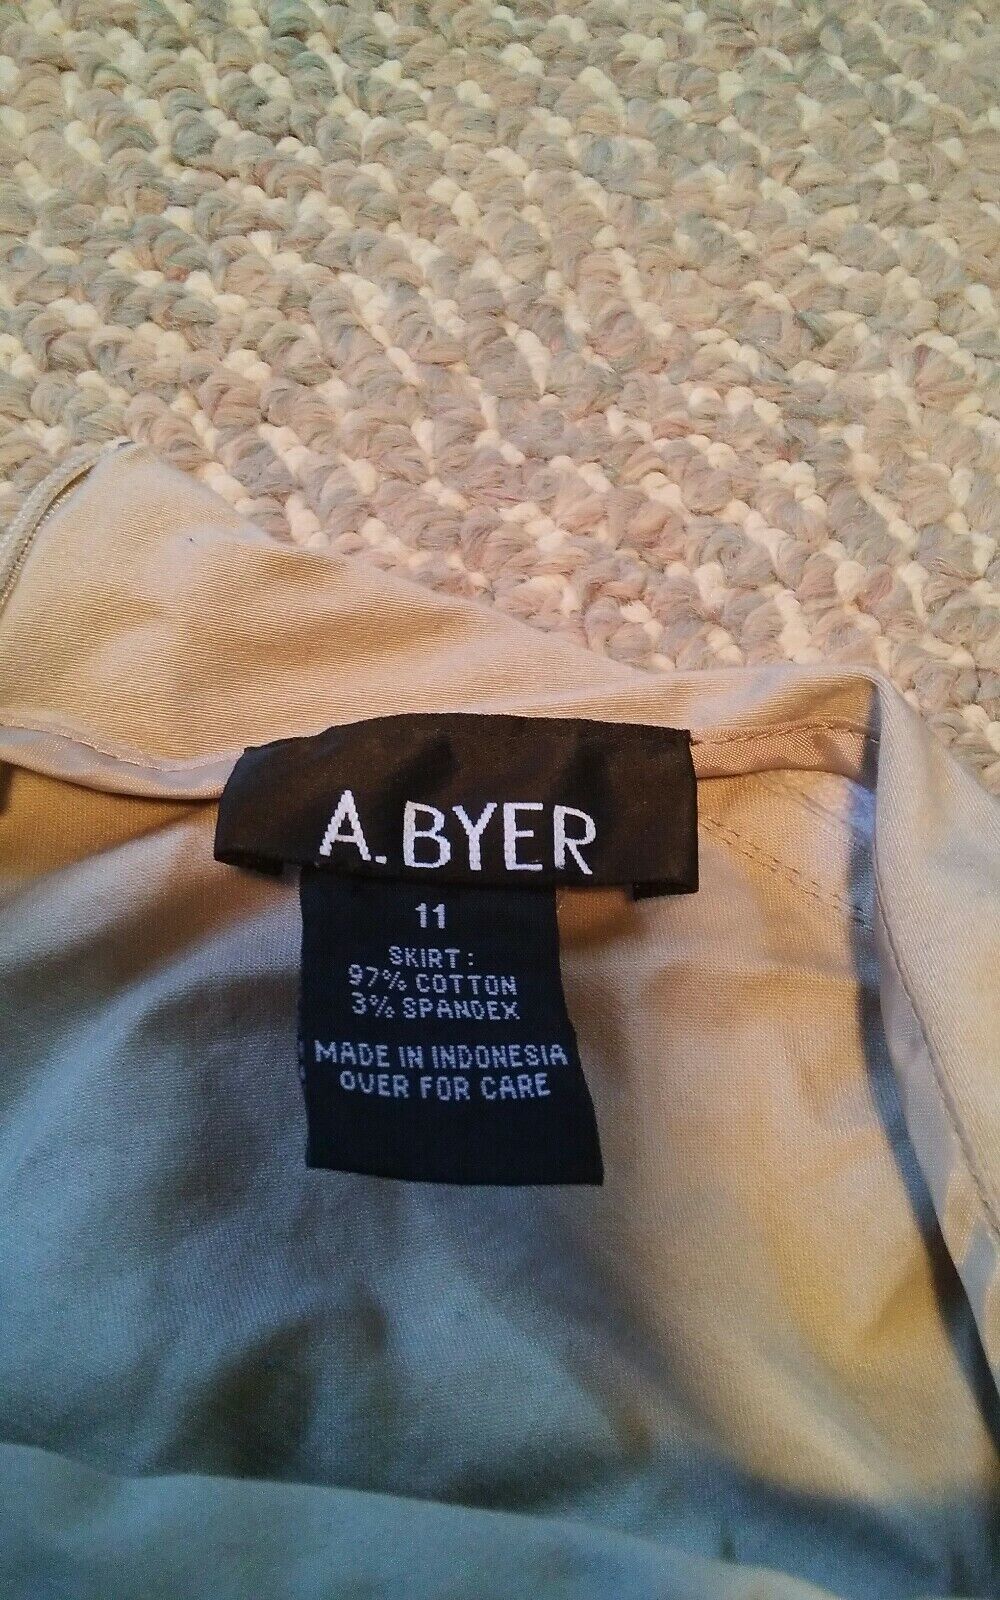 A.BYER
11
SKIRT:
97% COTTON
3% SPANDEX
MADE IN INDONESIA
OVER FOR CARE